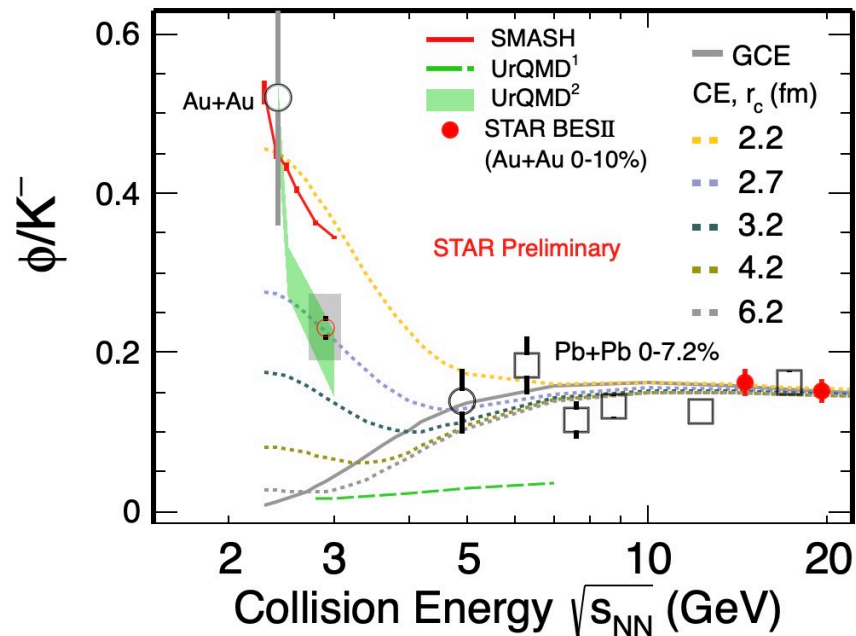 0.6
0.4
0.2
0
ϕ/K⁻
Au+Au
SMASH
UrQMD¹
UrQMD²
STAR BESII
(Au+Au 0-10%)
STAR Preliminary
Pb+Pb 0-7.2%
GCE
CE, r_c (fm)
2.2
2.7
3.2
4.2
6.2
2 3 5 10 20
Collision Energy √s_NN (GeV)